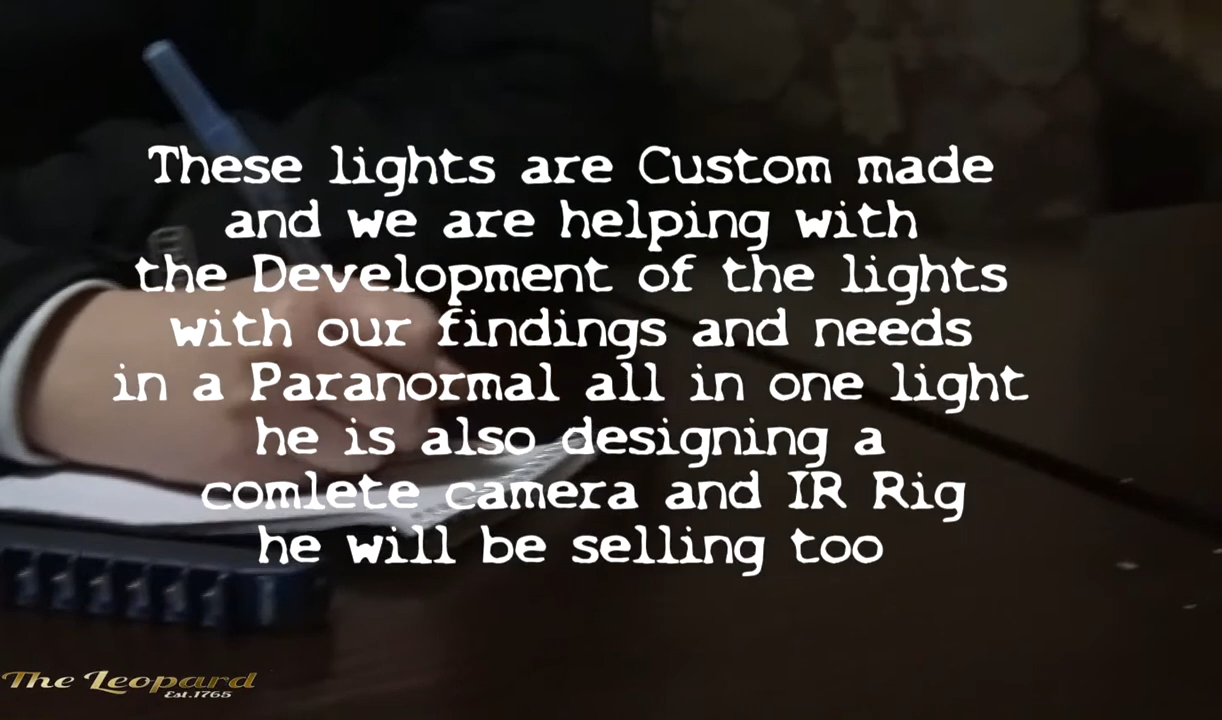 These lights are Custom made
and we are helping with
the Development of the lights
with our findings and needs
in a Paranormal all in one light
he is also designing a
comlete camera and IR Rig
he will be selling too
The Leopard
Est.1765